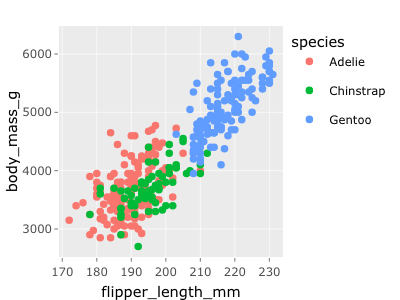 species
Adelie
Chinstrap
Gentoo
body_mass_g
6000
5000
4000
3000
170 180 190 200 210 220 230
flipper_length_mm